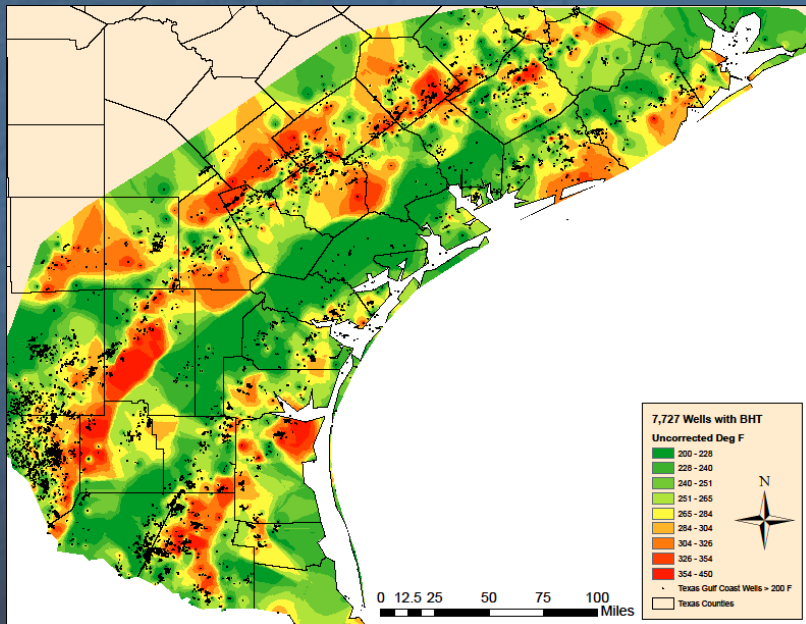 7,727 Wells with BHT
Uncorrected Deg F
200 - 228
228 - 240
240 - 251
251 - 265
265 - 284
284 - 304
304 - 326
326 - 354
354 - 450
Texas Gulf Coast Wells > 200 F
Texas Counties
N
0 12.5 25 50 75 100
Miles